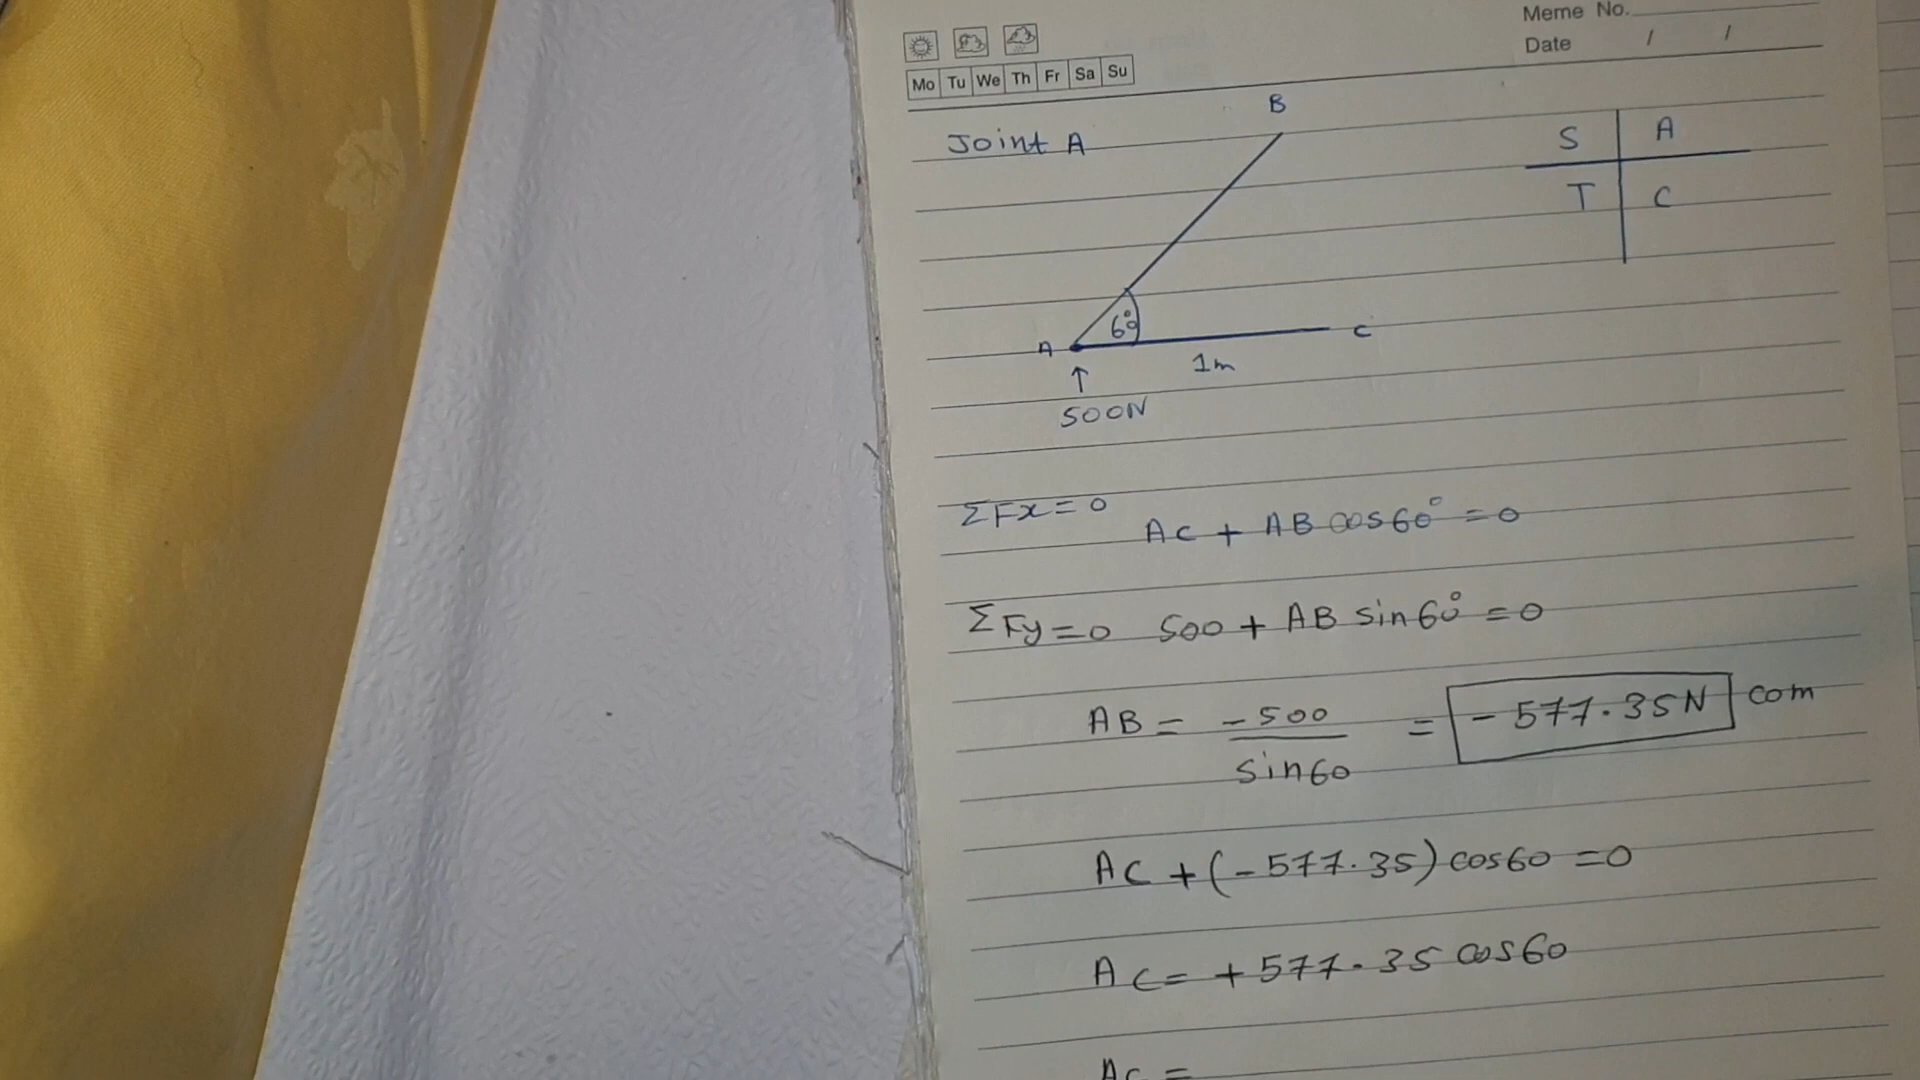 Meme No.
Date / /
Mo Tu We Th Fr Sa Su
B
Joint A
S A
T C
60°
A C
1m
↑
500N
ΣFx=0 AC + AB cos60° = 0
ΣFy=0 500 + AB sin60° = 0
AB = -500 / sin60 = -577.35N com
AC + (-577.35) cos60 = 0
AC = +577.35 cos60
AC =